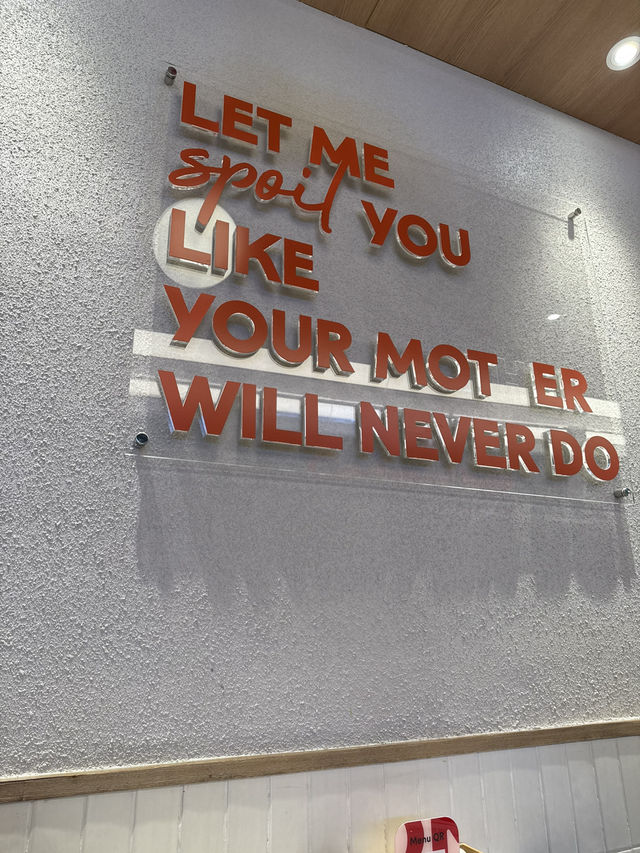 LET ME
spoil YOU
LIKE
YOUR MOT ER
WILL NEVER DO
Menu QR